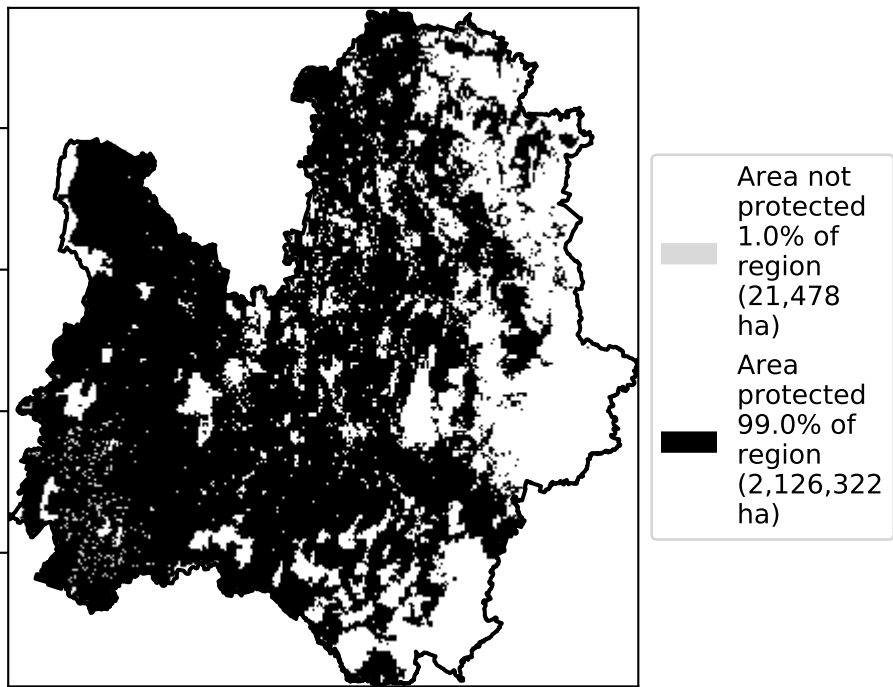 Area not
protected
1.0% of
region
(21,478
ha)
Area
protected
99.0% of
region
(2,126,322
ha)